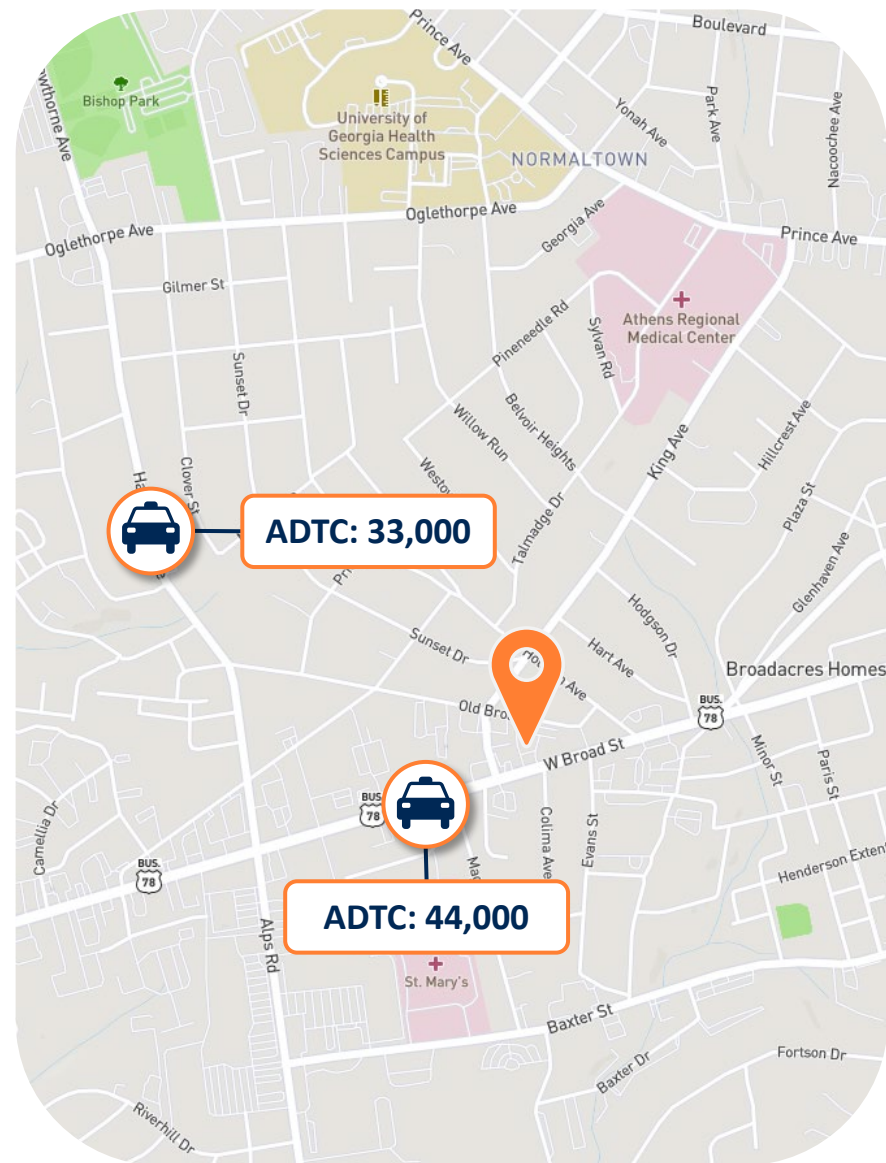 Prince Ave
Boulevard
Bishop Park
University of
Georgia Health
Sciences Campus
Yonah Ave
Park Ave
Nacoochee Ave
NORMALTOWN
Oglethorpe Ave
Oglethorpe Ave
Georgia Ave
Prince Ave
Gilmer St
Pineneedle Rd
Athens Regional
Medical Center
Sylvan Rd
Sunset Dr
Willow Run
Belvoir Heights
King Ave
Hillcrest Ave
Clover St
Plaza St
ADTC: 33,000
Talmadge Dr
Glenhaven Ave
Hodgson Dr
Sunset Dr
Hart Ave
Ave
Broadacres Homes
Old
BUS.
78
W Broad St
Minor St
Paris St
BUS
78
Camellia Dr
Colima Ave
Evans St
BUS.
78
Henderson
ADTC: 44,000
Alps Rd
St. Mary's
Baxter St
Baxter Dr
Fortson Dr
Riverhill Dr